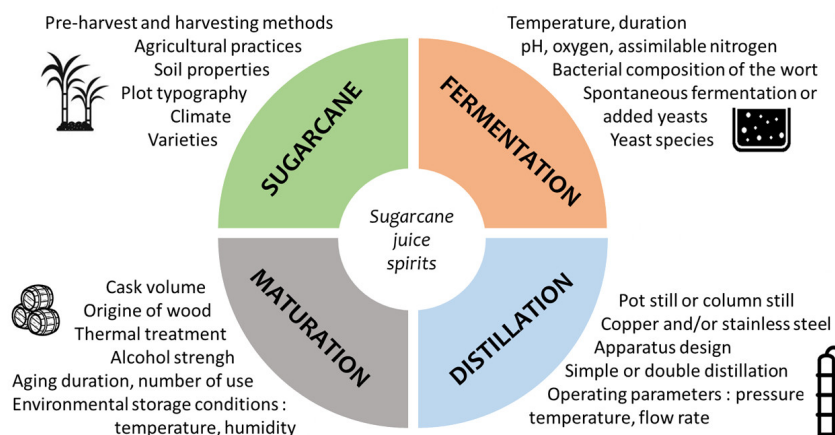 Pre-harvest and harvesting methods
Agricultural practices
Soil properties
Plot typography
Climate
Varieties
SUGARCANE
Temperature, duration
pH, oxygen, assimilable nitrogen
Bacterial composition of the wort
Spontaneous fermentation or
added yeasts
Yeast species
FERMENTATION
Sugarcane
juice
spirits
Cask volume
Origine of wood
Thermal treatment
Alcohol strengh
Aging duration, number of use
Environmental storage conditions :
temperature, humidity
MATURATION
Pot still or column still
Copper and/or stainless steel
Apparatus design
Simple or double distillation
Operating parameters : pressure
temperature, flow rate
DISTILLATION